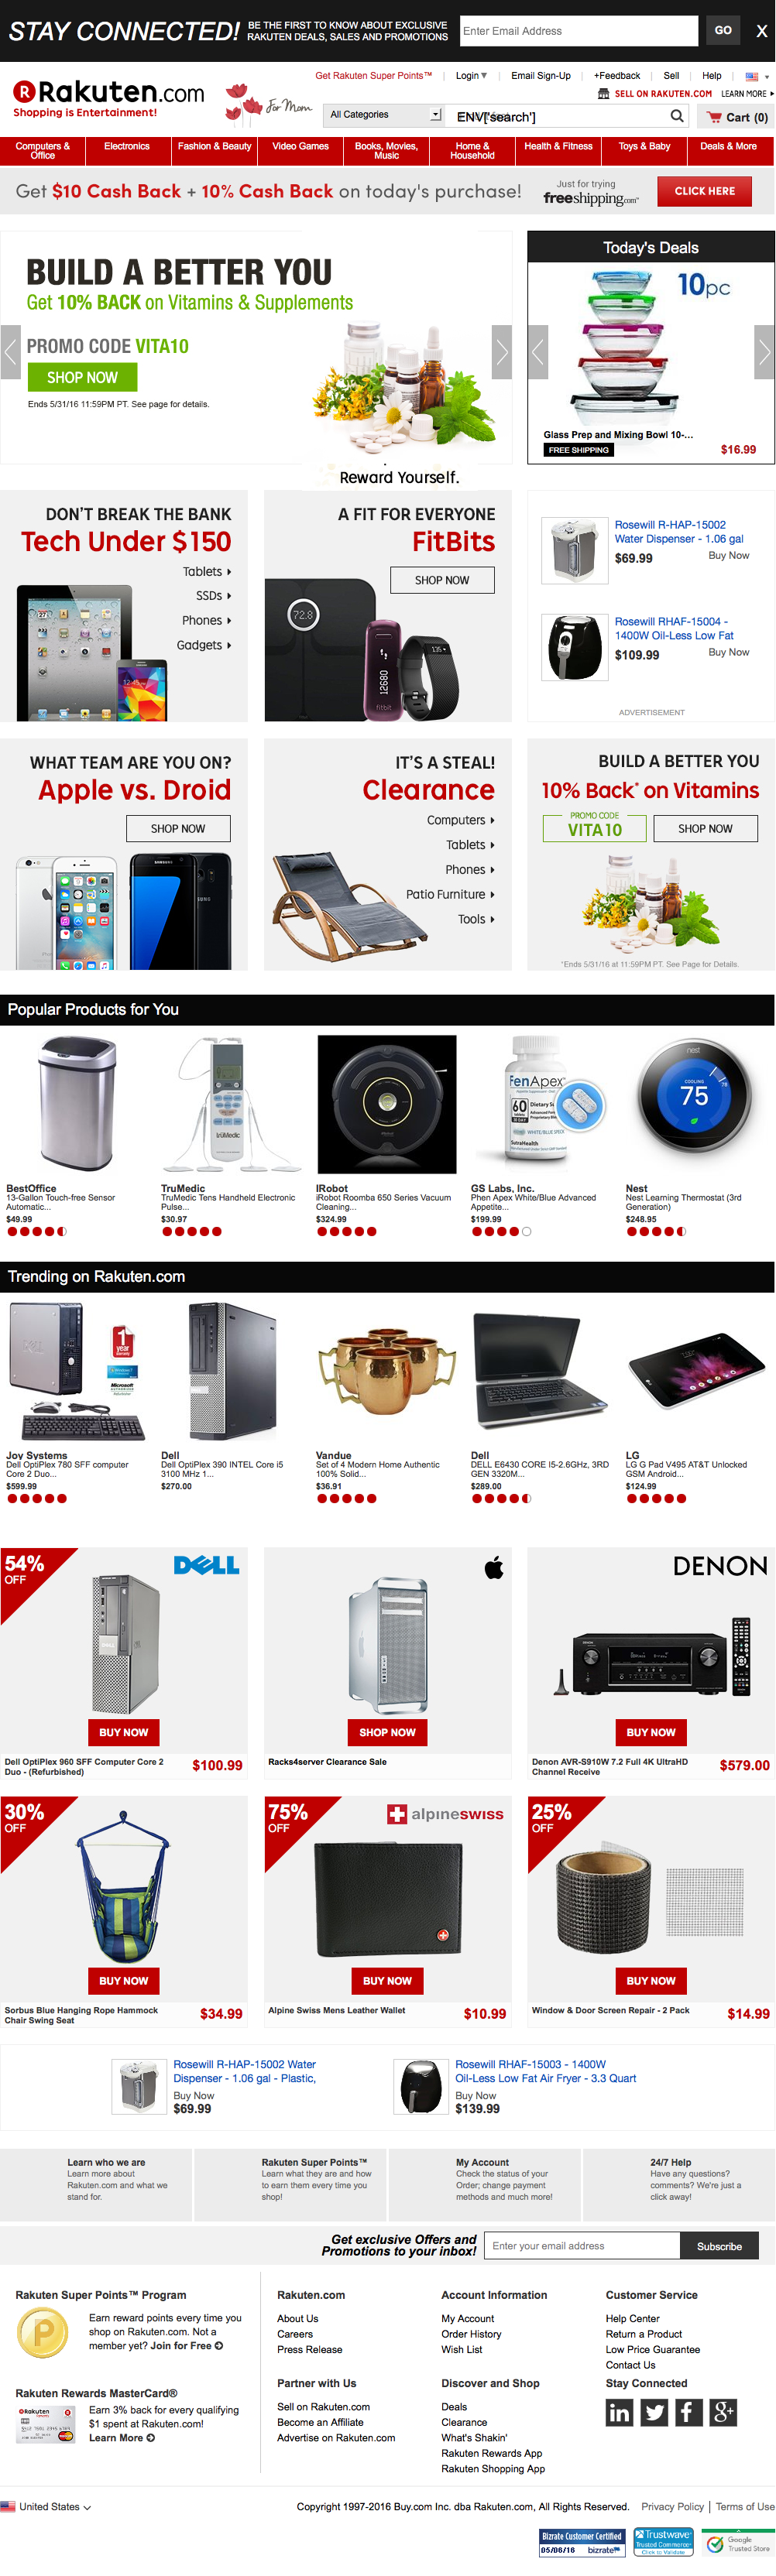 STAY CONNECTED! BE THE FIRST TO KNOW ABOUT EXCLUSIVE
RAKUTEN DEALS, SALES AND PROMOTIONS
Enter Email Address GO X
Get Rakuten Super Points™ Login Email Sign-Up +Feedback Sell Help
SELL ON RAKUTEN.COM LEARN MORE
Rakuten.com
Shopping is Entertainment!
For Mom
All Categories ENV['search'] Cart (0)
Computers & Office Electronics Fashion & Beauty Video Games Books, Movies, Music Home & Household Health & Fitness Toys & Baby Deals & More
Get $10 Cash Back + 10% Cash Back on today's purchase! Just for trying freeshipping.com CLICK HERE
BUILD A BETTER YOU
Get 10% BACK on Vitamins & Supplements
PROMO CODE VITA10
SHOP NOW
Ends 5/31/16 11:59PM PT. See page for details.
Reward Yourself.
Today's Deals
10pc
Glass Prep and Mixing Bowl 10-...
FREE SHIPPING $16.99
DON'T BREAK THE BANK
Tech Under $150
Tablets
SSDs
Phones
Gadgets
A FIT FOR EVERYONE
FitBits
SHOP NOW
Rosewill R-HAP-15002
Water Dispenser - 1.06 gal
$69.99 Buy Now
Rosewill RHAF-15004 -
1400W Oil-Less Low Fat
$109.99 Buy Now
ADVERTISEMENT
WHAT TEAM ARE YOU ON?
Apple vs. Droid
SHOP NOW
IT'S A STEAL!
Clearance
Computers
Tablets
Phones
Patio Furniture
Tools
BUILD A BETTER YOU
10% Back* on Vitamins
PROMO CODE
VITA10
SHOP NOW
*Ends 5/31/16 at 11:59PM PT. See Page for Details.
Popular Products for You
BestOffice
13-Gallon Touch-free Sensor
Automatic...
$49.99
TruMedic
TruMedic Tens Handheld Electronic
Pulse...
$30.97
IRobot
iRobot Roomba 650 Series Vacuum
Cleaning...
$324.99
GS Labs, Inc.
Phen Apex White/Blue Advanced
Appetite...
$199.99
Nest
Nest Learning Thermostat (3rd
Generation)
$248.95
Trending on Rakuten.com
Joy Systems
Dell OptiPlex 780 SFF computer
Core 2 Duo...
$599.99
Dell
Dell OptiPlex 390 INTEL Core i5
3100 MHz 1...
$270.00
Vandue
Set of 4 Modern Home Authentic
100% Solid...
$36.91
Dell
DELL E6430 CORE I5-2.6GHz, 3RD
GEN 3320M...
$289.00
LG
LG G Pad V495 AT&T Unlocked
GSM Android...
$124.99
54%
OFF
DELL
BUY NOW
Dell OptiPlex 960 SFF Computer Core 2
Duo - (Refurbished)
$100.99
SHOP NOW
Racks4server Clearance Sale
DENON
BUY NOW
Denon AVR-S910W 7.2 Full 4K UltraHD
Channel Receive
$579.00
30%
OFF
BUY NOW
Sorbus Blue Hanging Rope Hammock
Chair Swing Seat
$34.99
75%
OFF
alpineswiss
BUY NOW
Alpine Swiss Mens Leather Wallet
$10.99
25%
OFF
BUY NOW
Window & Door Screen Repair - 2 Pack
$14.99
Rosewill R-HAP-15002 Water
Dispenser - 1.06 gal - Plastic,
Buy Now
$69.99
Rosewill RHAF-15003 - 1400W
Oil-Less Low Fat Air Fryer - 3.3 Quart
Buy Now
$139.99
Learn who we are
Learn more about
Rakuten.com and what we
stand for.
Rakuten Super Points™
Learn what they are and how
to earn them every time you
shop!
My Account
Check the status of your
Order; change payment
methods and much more!
24/7 Help
Have any questions?
comments? We're just a
click away!
Get exclusive Offers and
Promotions to your inbox!
Enter your email address Subscribe
Rakuten Super Points™ Program
Earn reward points every time you
shop on Rakuten.com. Not a
member yet? Join for Free
Rakuten Rewards MasterCard®
Earn 3% back for every qualifying
$1 spent at Rakuten.com!
Learn More
Rakuten.com
About Us
Careers
Press Release
Partner with Us
Sell on Rakuten.com
Become an Affiliate
Advertise on Rakuten.com
Account Information
My Account
Order History
Wish List
Discover and Shop
Deals
Clearance
What's Shakin'
Rakuten Rewards App
Rakuten Shopping App
Customer Service
Help Center
Return a Product
Low Price Guarantee
Contact Us
Stay Connected
United States
Copyright 1997-2016 Buy.com Inc. dba Rakuten.com, All Rights Reserved. Privacy Policy | Terms of Use
Bizrate Customer Certified
05/06/16 bizrate
Trustwave
Trusted Commerce
Click to Validate
Google
Trusted Store